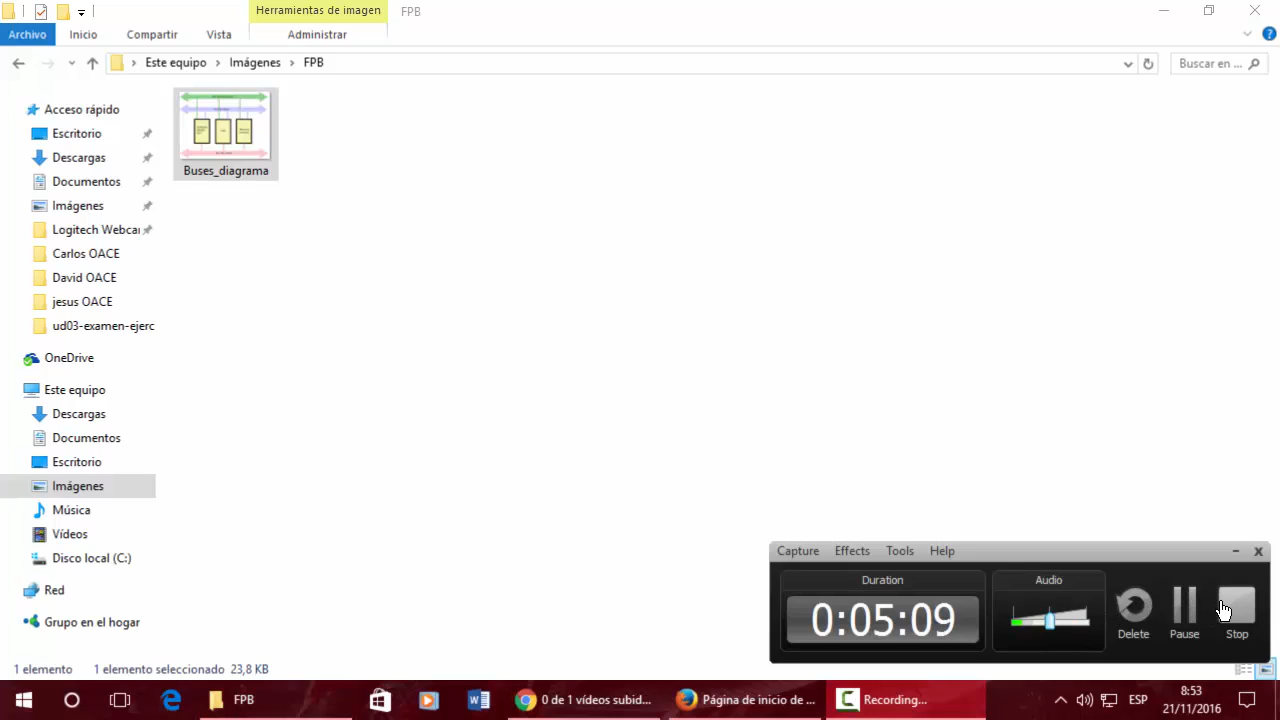 Herramientas de imagen
FPB
Archivo
Inicio
Compartir
Vista
Administrar
Este equipo
Imágenes
FPB
Buscar en ...
Acceso rápido
Escritorio
Descargas
Documentos
Imágenes
Logitech Webcar
Carlos OACE
David OACE
jesus OACE
ud03-examen-ejerc
OneDrive
Este equipo
Descargas
Documentos
Escritorio
Imágenes
Música
Vídeos
Disco local (C:)
Red
Grupo en el hogar
Buses_diagrama
1 elemento
1 elemento seleccionado 23,8 KB
Capture
Effects
Tools
Help
Duration
0:05:09
Audio
Delete
Pause
Stop
FPB
0 de 1 vídeos subid...
Página de inicio de ...
Recording...
ESP
8:53
21/11/2016